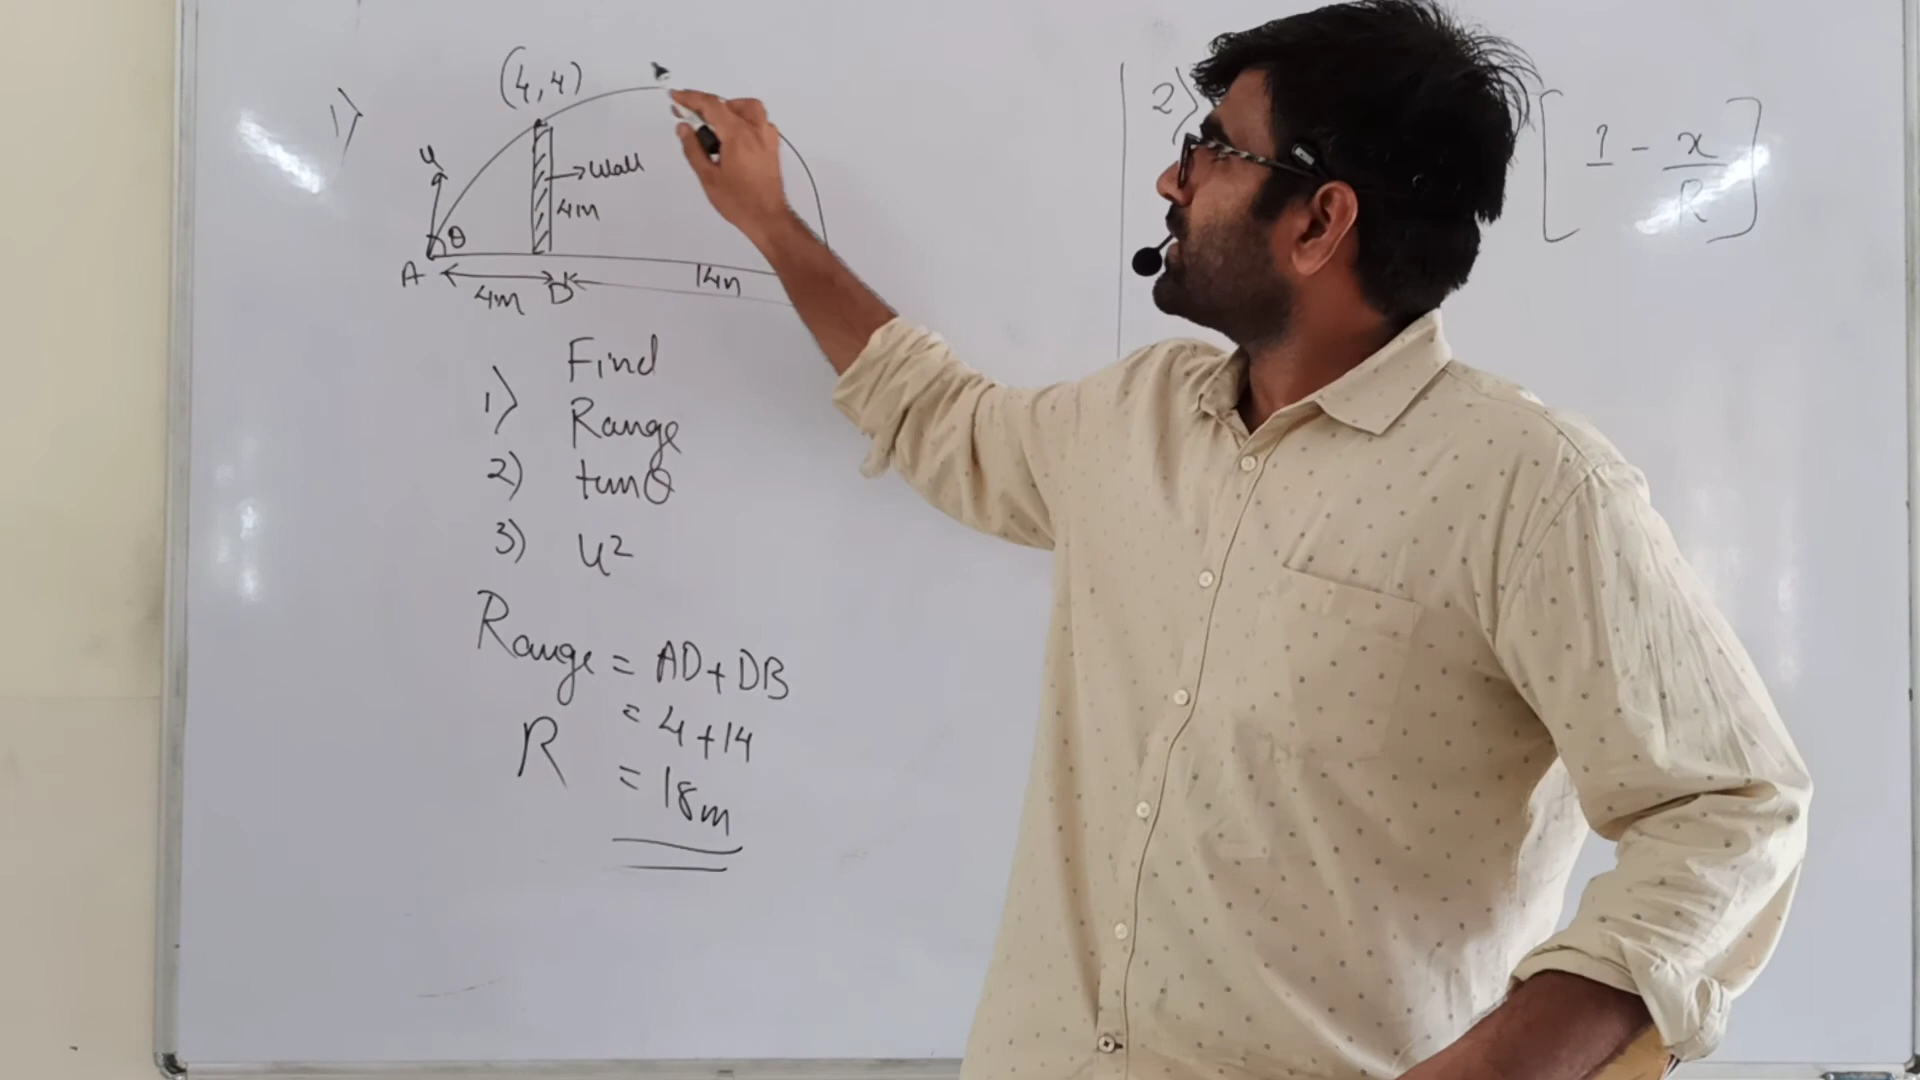 1)
(4,4)
u
θ
→ Wall
4m
A
4m
D
14m
Find
1) Range
2) tanθ
3) u²
Range = AD + DB
= 4 + 14
R = 18m
2)
[1 - x/R]